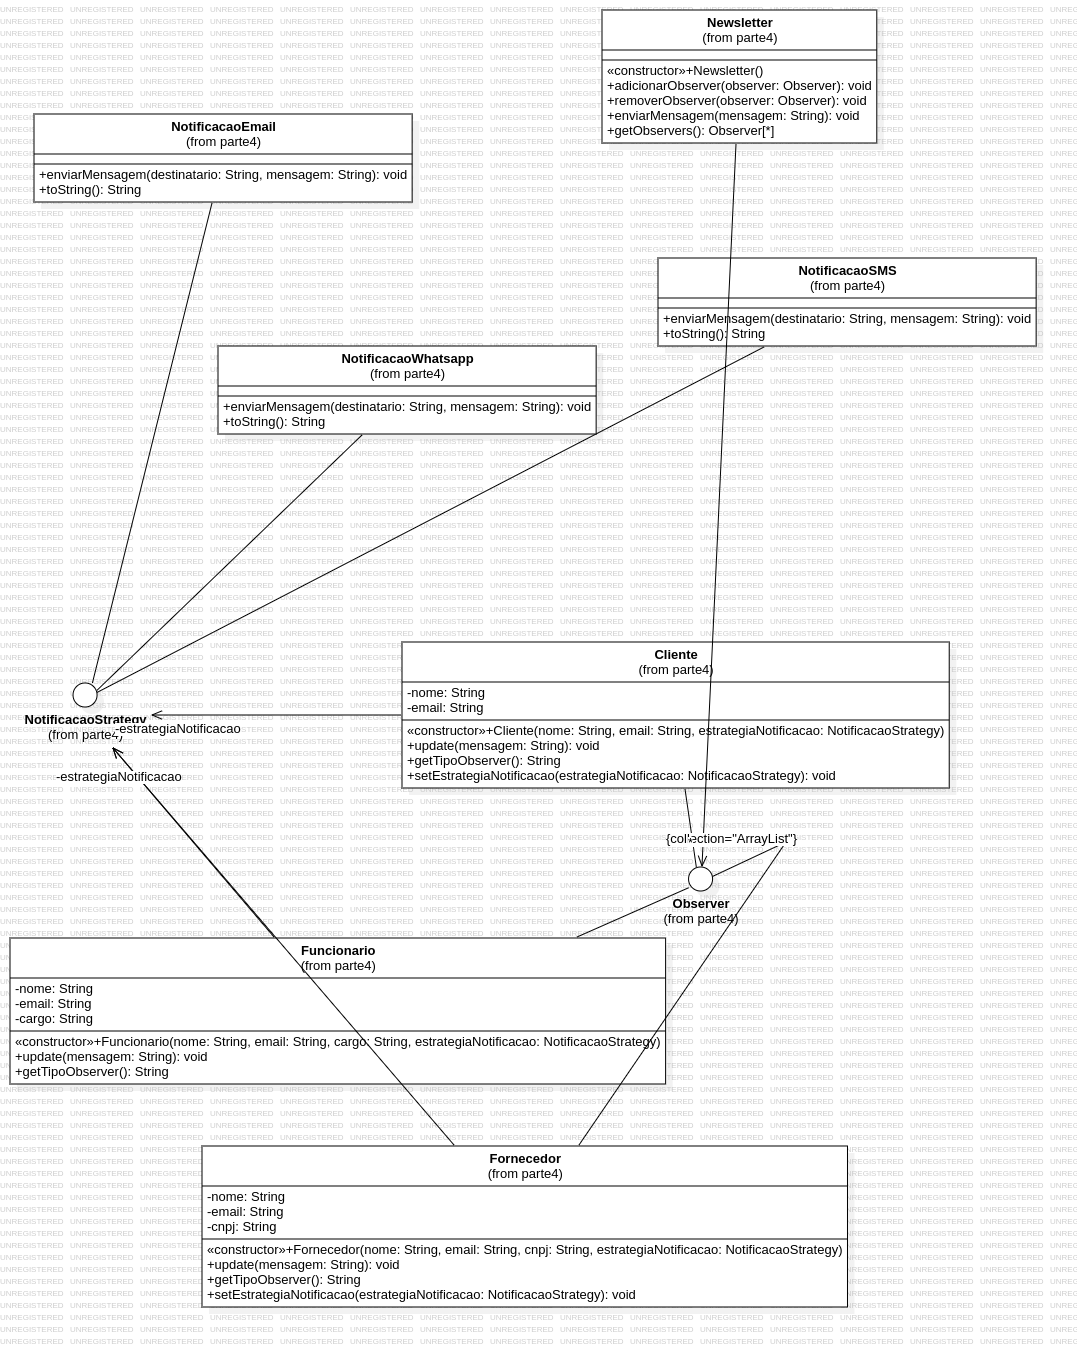 Newsletter
(from parte4)
«constructor»+Newsletter()
+adicionarObserver(observer: Observer): void
+removerObserver(observer: Observer): void
+enviarMensagem(mensagem: String): void
+getObservers(): Observer[*]
NotificacaoEmail
(from parte4)
+enviarMensagem(destinatario: String, mensagem: String): void
+toString(): String
NotificacaoSMS
(from parte4)
+enviarMensagem(destinatario: String, mensagem: String): void
+toString(): String
NotificacaoWhatsapp
(from parte4)
+enviarMensagem(destinatario: String, mensagem: String): void
+toString(): String
Cliente
(from parte4)
-nome: String
-email: String
«constructor»+Cliente(nome: String, email: String, estrategiaNotificacao: NotificacaoStrategy)
+update(mensagem: String): void
+getTipoObserver(): String
+setEstrategiaNotificacao(estrategiaNotificacao: NotificacaoStrategy): void
NotificacaoStrategy
(from parte4)
-estrategiaNotificacao
-estrategiaNotificacao
{collection="ArrayList"}
Observer
(from parte4)
Funcionario
(from parte4)
-nome: String
-email: String
-cargo: String
«constructor»+Funcionario(nome: String, email: String, cargo: String, estrategiaNotificacao: NotificacaoStrategy)
+update(mensagem: String): void
+getTipoObserver(): String
Fornecedor
(from parte4)
-nome: String
-email: String
-cnpj: String
«constructor»+Fornecedor(nome: String, email: String, cnpj: String, estrategiaNotificacao: NotificacaoStrategy)
+update(mensagem: String): void
+getTipoObserver(): String
+setEstrategiaNotificacao(estrategiaNotificacao: NotificacaoStrategy): void